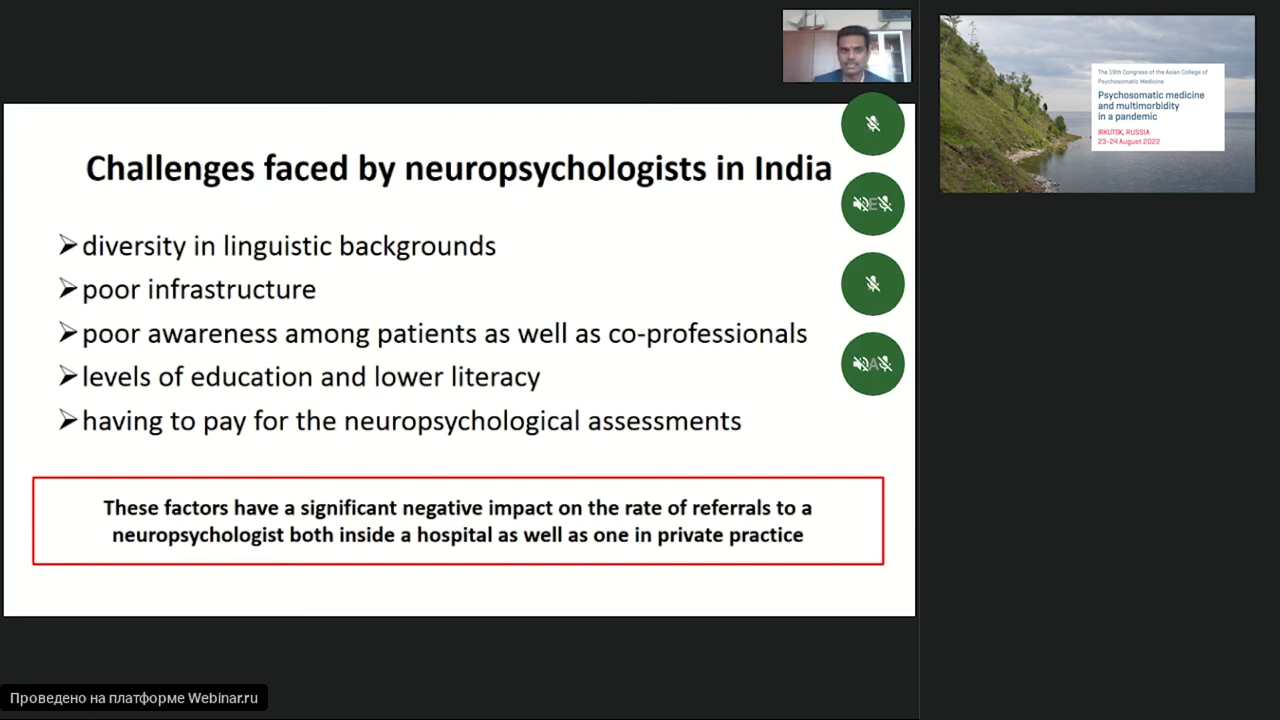 Challenges faced by neuropsychologists in India
➢diversity in linguistic backgrounds
➢poor infrastructure
➢poor awareness among patients as well as co-professionals
➢levels of education and lower literacy
➢having to pay for the neuropsychological assessments
These factors have a significant negative impact on the rate of referrals to a
neuropsychologist both inside a hospital as well as one in private practice
E
A
The 19th Congress of the Asian College of
Psychosomatic Medicine
Psychosomatic medicine
and multimorbidity
in a pandemic
IRKUTSK, RUSSIA
23-24 August 2022
Проведено на платформе Webinar.ru